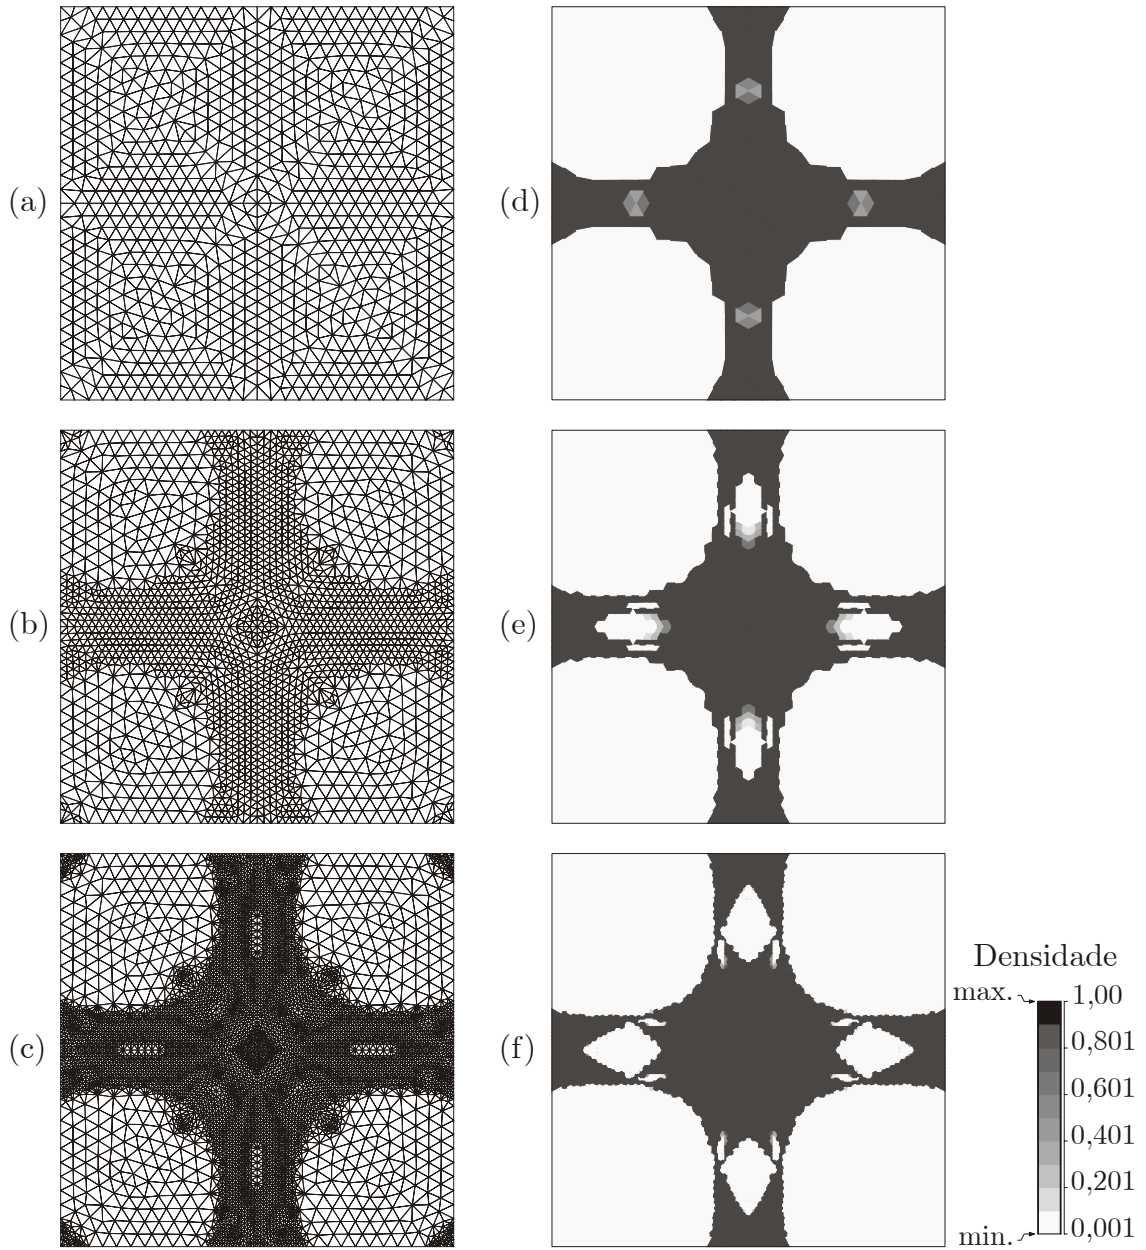 (a)
(d)
(b)
(e)
(c)
(f)
Densidade
max.
1,00
0,801
0,601
0,401
0,201
min.
0,001